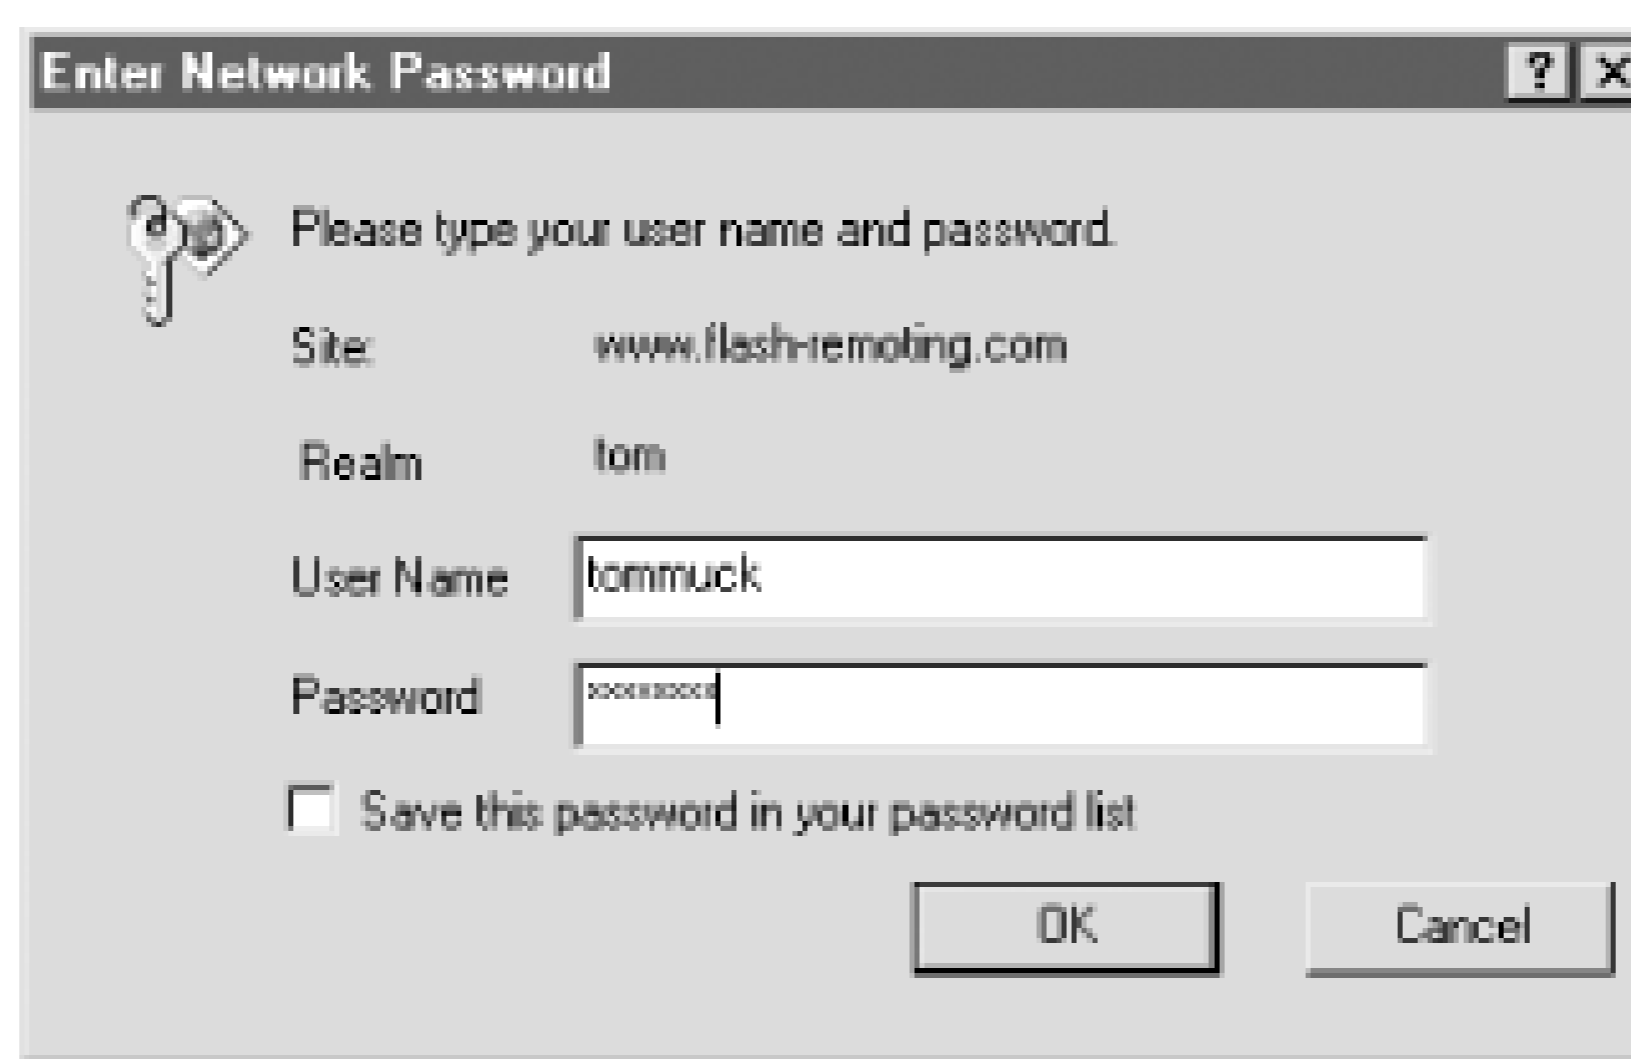 Enter Network Password ? X
Please type your user name and password.
Site: www.flash-remoting.com
Realm tom
User Name tommuck
Password
Save this password in your password list
OK Cancel